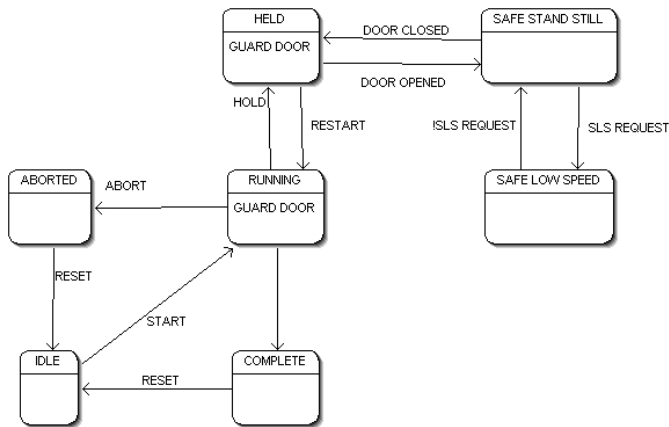 HELD
SAFE STAND STILL
DOOR CLOSED
GUARD DOOR
DOOR OPENED
HOLD
RESTART
!SLS REQUEST
SLS REQUEST
ABORTED
ABORT
RUNNING
SAFE LOW SPEED
GUARD DOOR
RESET
START
IDLE
RESET
COMPLETE